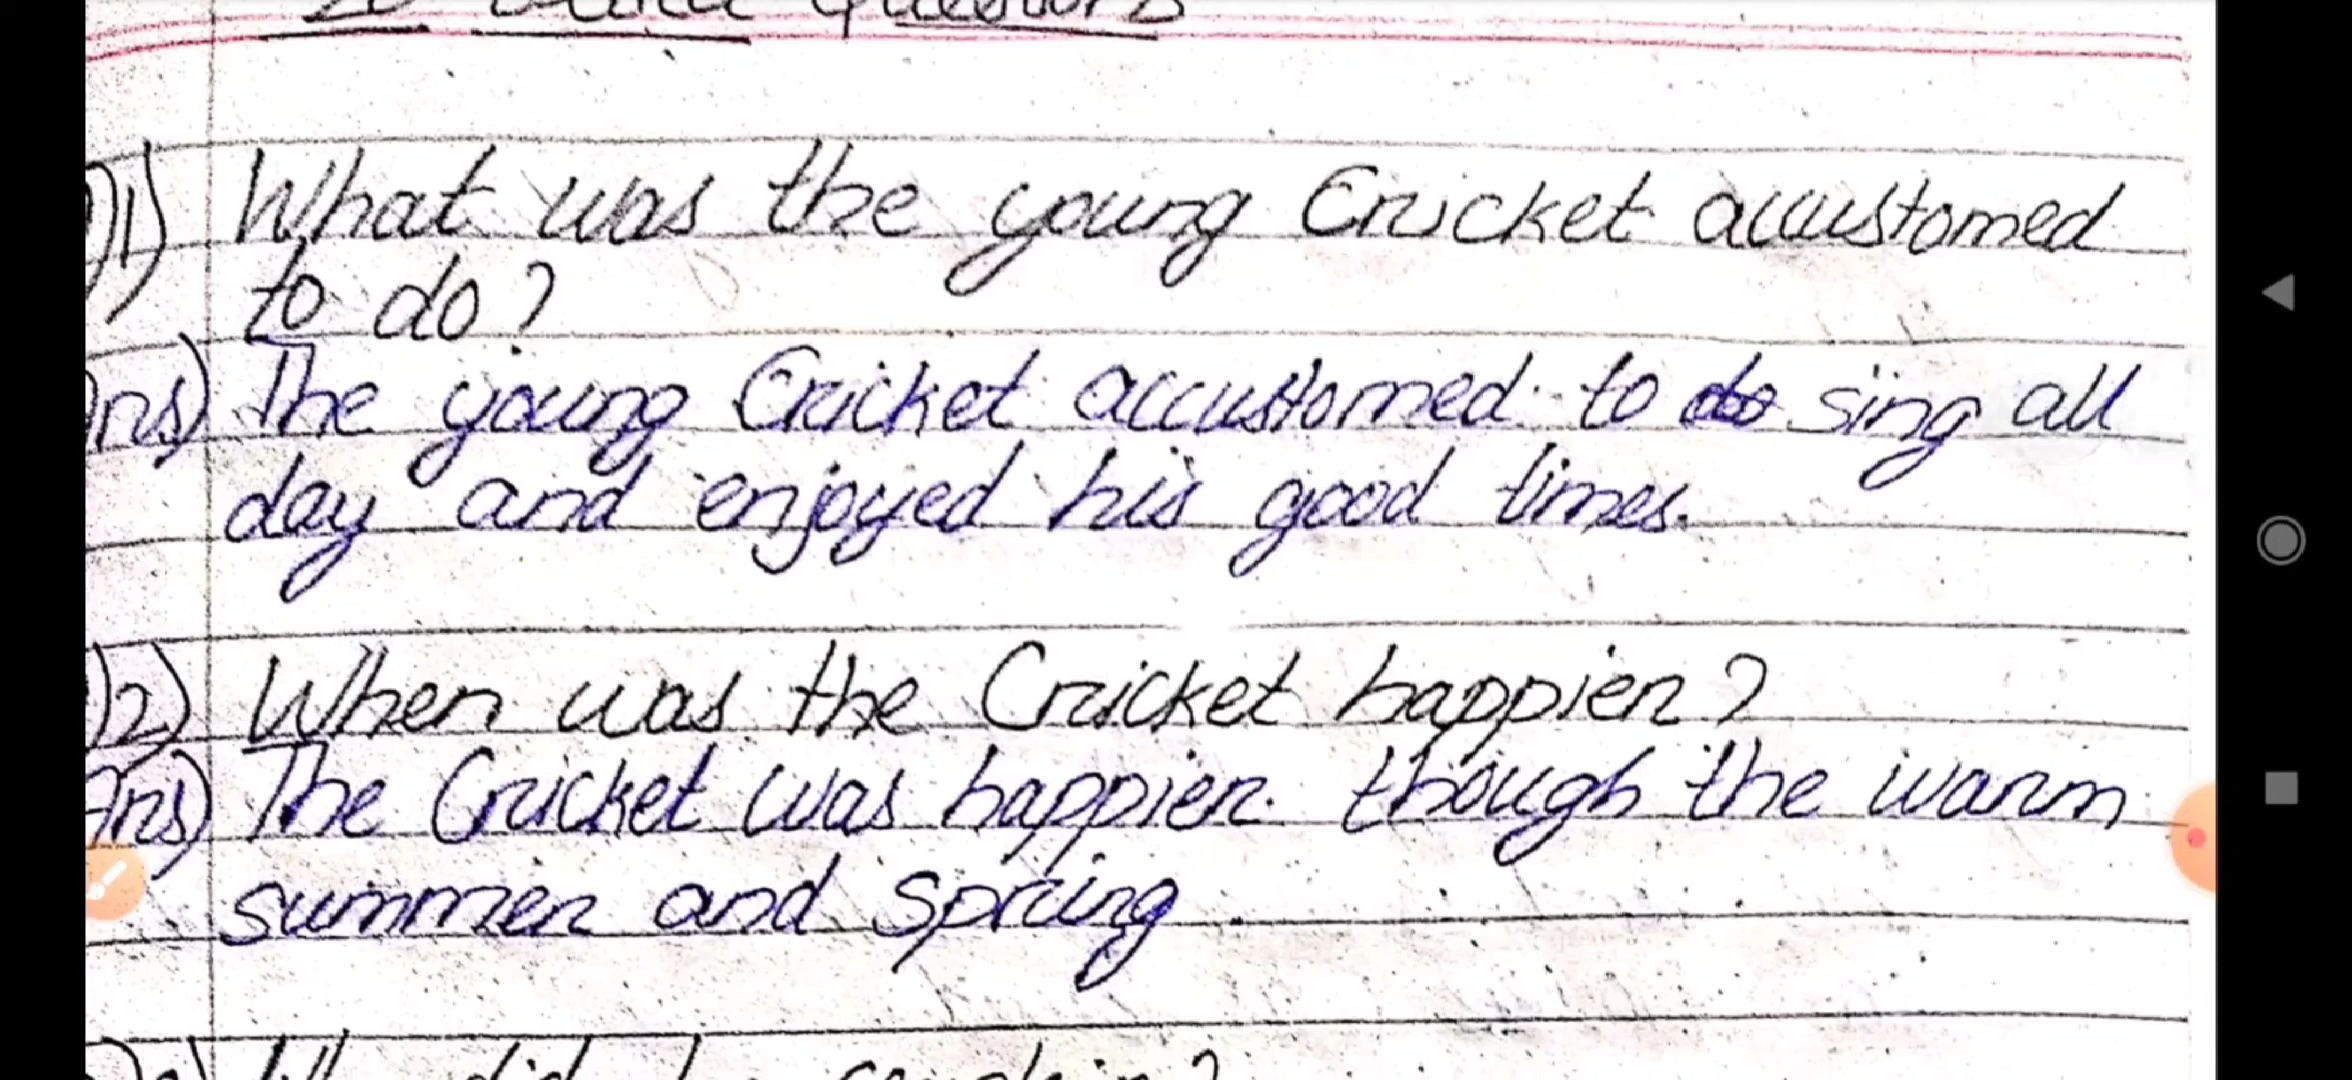 Questions
1) What was the young Cricket accustomed
to do?
Ans) The young Cricket accustomed to do sing all
day and enjoyed his good times.
2) When was the Cricket happier?
Ans) The Cricket was happier though the warm
summer and Spring.
did